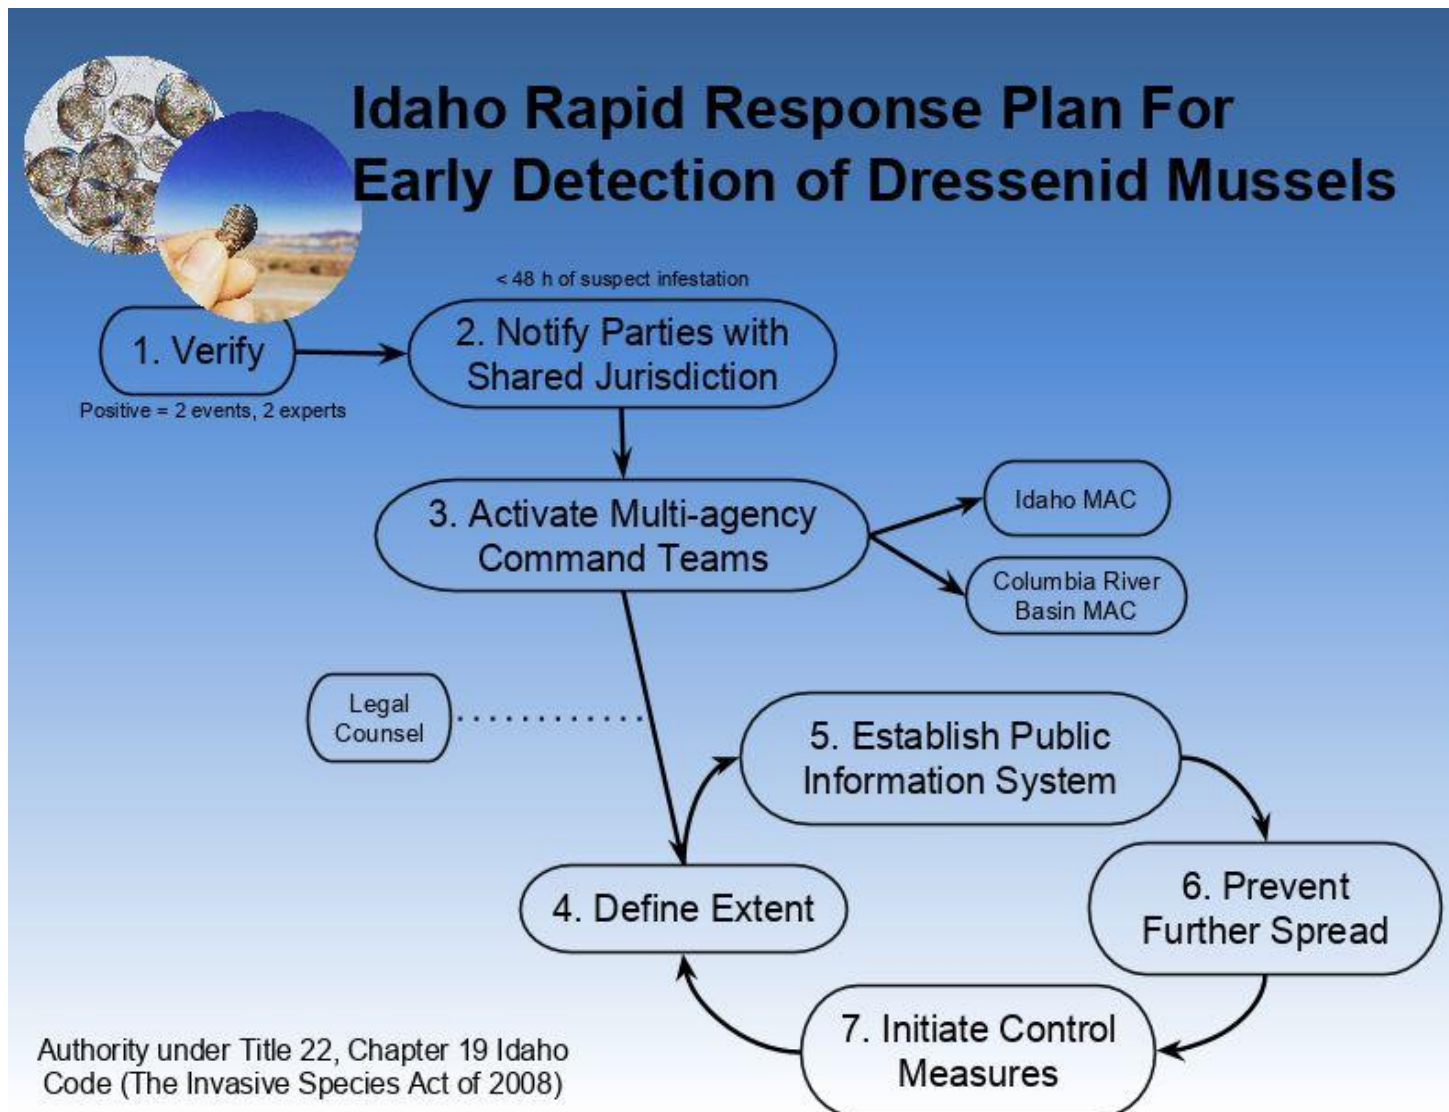 Idaho Rapid Response Plan For
Early Detection of Dressenid Mussels
< 48 h of suspect infestation
1. Verify
Positive = 2 events, 2 experts
2. Notify Parties with
Shared Jurisdiction
3. Activate Multi-agency
Command Teams
Idaho MAC
Columbia River
Basin MAC
Legal
Counsel
5. Establish Public
Information System
4. Define Extent
6. Prevent
Further Spread
7. Initiate Control
Measures
Authority under Title 22, Chapter 19 Idaho
Code (The Invasive Species Act of 2008)